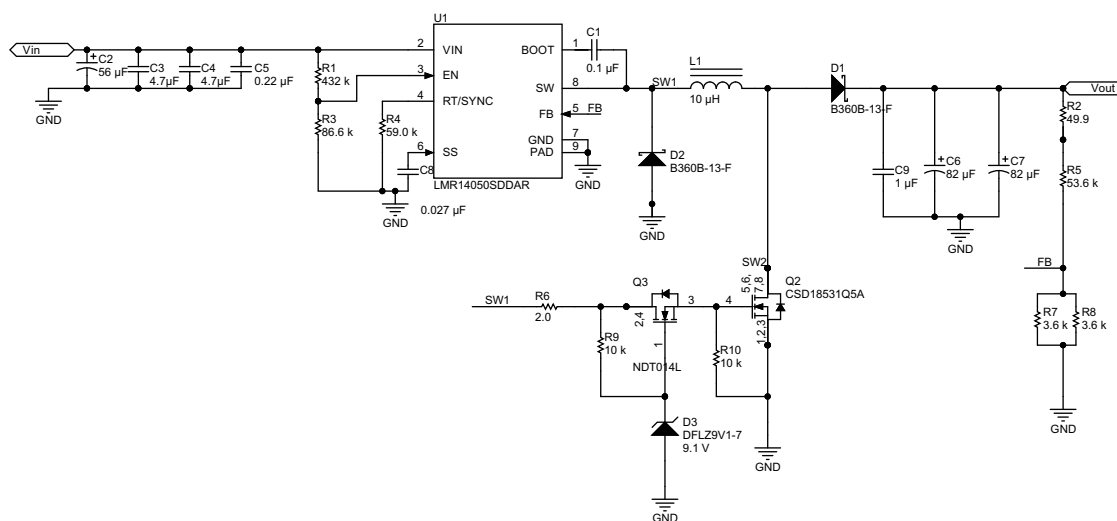 U1
Vin
C2
56 µF
C3
4.7µF
C4
4.7µF
C5
0.22 µF
GND
R1
432 k
R3
86.6 k
R4
59.0 k
C8
0.027 µF
GND
2
3
4
6
VIN
EN
RT/SYNC
SS
BOOT
SW
FB
GND
PAD
1
8
5
7
9
FB
LMR14050SDDAR
GND
C1
0.1 µF
SW1
L1
10 µH
D2
B360B-13-F
GND
D1
B360B-13-F
C9
1 µF
C6
82 µF
C7
82 µF
GND
Vout
R2
49.9
R5
53.6 k
FB
R7
3.6 k
R8
3.6 k
GND
SW1
R6
2.0
R9
10 k
Q3
2,4
3
1
NDT014L
R10
10 k
4
SW2
5,6,
7,8
1,2,3
Q2
CSD18531Q5A
GND
D3
DFLZ9V1-7
9.1 V
GND